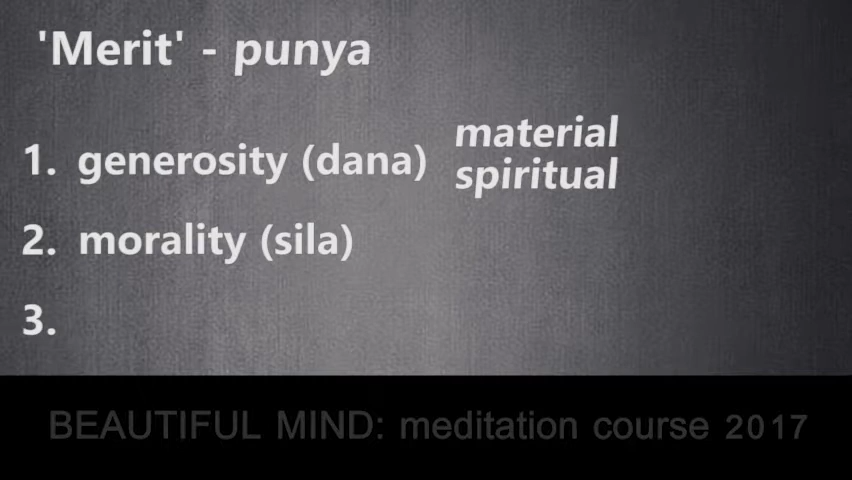 'Merit' - punya
1. generosity (dana) material
spiritual
2. morality (sila)
3.
BEAUTIFUL MIND: meditation course 2017